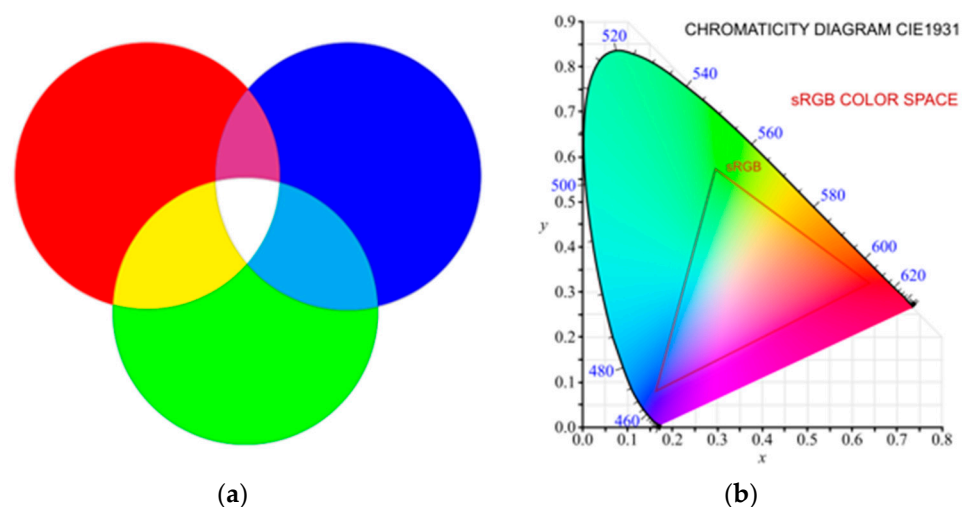 CHROMATICITY DIAGRAM CIE1931
sRGB COLOR SPACE
0.9
0.8
0.7
0.6
0.5
0.4
0.3
0.2
0.1
0.0
y
520
540
560
sRGB
500
580
600
620
480
460
0.0 0.1 0.2 0.3 0.4 0.5 0.6 0.7 0.8
x
(a)
(b)